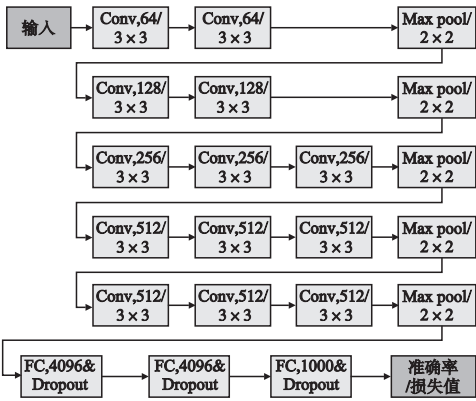 输入
Conv,64/
3×3
Conv,64/
3×3
Max pool/
2×2
Conv,128/
3×3
Conv,128/
3×3
Max pool/
2×2
Conv,256/
3×3
Conv,256/
3×3
Conv,256/
3×3
Max pool/
2×2
Conv,512/
3×3
Conv,512/
3×3
Conv,512/
3×3
Max pool/
2×2
Conv,512/
3×3
Conv,512/
3×3
Conv,512/
3×3
Max pool/
2×2
FC,4096&
Dropout
FC,4096&
Dropout
FC,1000&
Dropout
准确率
/损失值